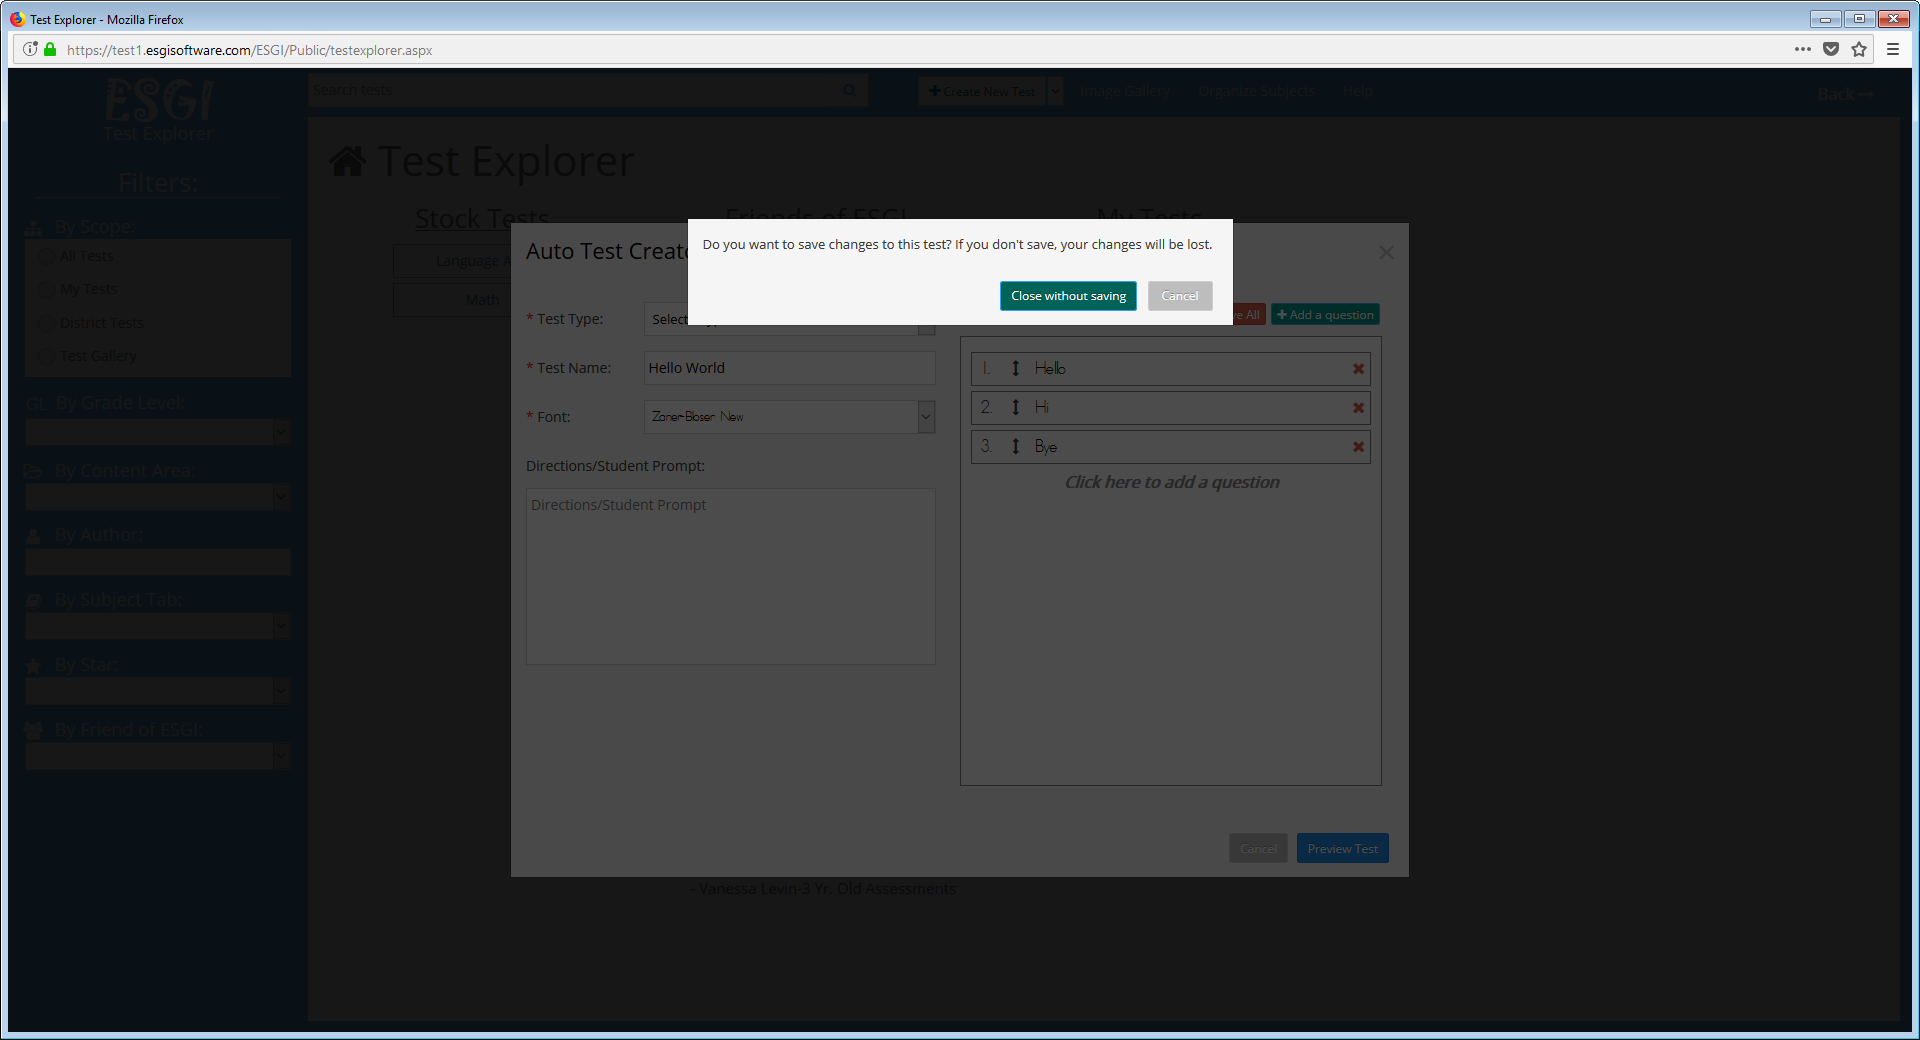 Test Explorer - Mozilla Firefox
https://test1.esgisoftware.com/ESGI/Public/testexplorer.aspx
ESGI
Test Explorer
Search tests
Create New Test
Image Gallery
Organize Subjects
Help
Back
Filters:
By Scope:
All Tests
My Tests
District Tests
Test Gallery
GL By Grade Level:
By Content Area:
By Author:
By Subject Tab:
By Star:
By Friend of ESGI:
Test Explorer
Stock Tests
Friends of ESGI
My Tests
Language A
Math
Do you want to save changes to this test? If you don't save, your changes will be lost.
Close without saving
Cancel
Auto Test Creato
* Test Type:
Select
* Test Name:
Hello World
* Font:
Zaner-Bloser New
Directions/Student Prompt:
Directions/Student Prompt
All
Add a question
1. Hello
2. Hi
3. Bye
Click here to add a question
Cancel
Preview Test
- Vanessa Levin-3 Yr. Old Assessments